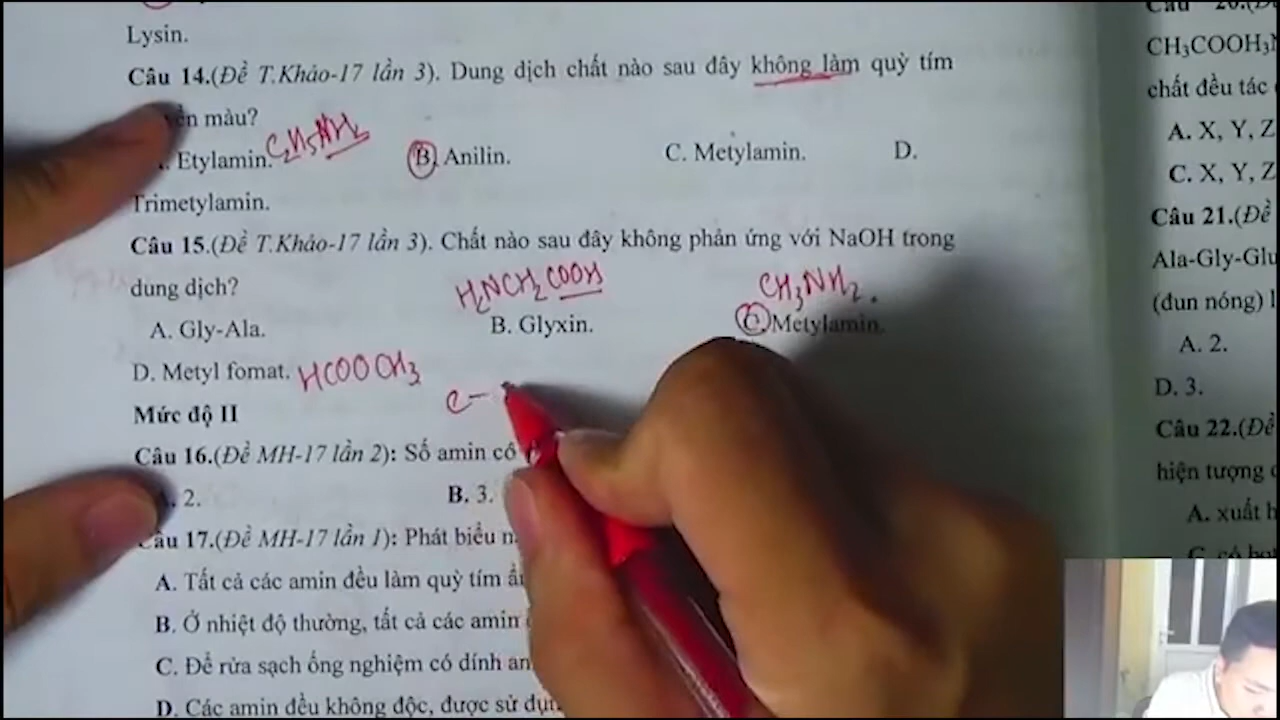 Lysin.
Câu 14.(Đề T.Khảo-17 lần 3). Dung dịch chất nào sau đây không làm quỳ tím
màu?
Etylamin. C2H5NH2 B. Anilin. C. Metylamin. D.
Trimetylamin.
Câu 15.(Đề T.Khảo-17 lần 3). Chất nào sau đây không phản ứng với NaOH trong
dung dịch?
H2NCH2COOH CH3NH2.
A. Gly-Ala. B. Glyxin. C. Metylamin.
D. Metyl fomat. HCOOCH3
C-
Mức độ II
Câu 16.(Đề MH-17 lần 2): Số amin có
2. B. 3.
Câu 17.(Đề MH-17 lần 1): Phát biểu
A. Tất cả các amin đều làm quỳ tím
B. Ở nhiệt độ thường, tất cả các amin
C. Để rửa sạch ống nghiệm có dính
D. Các amin đều không độc, được sử
CH3COOH3
chất đều tác
A. X, Y, Z
C. X, Y, Z
Câu 21.(Đề
Ala-Gly-Glu
(đun nóng)
A. 2.
D. 3.
Câu 22.(Đề
hiện tượng
A. xuất
C. có